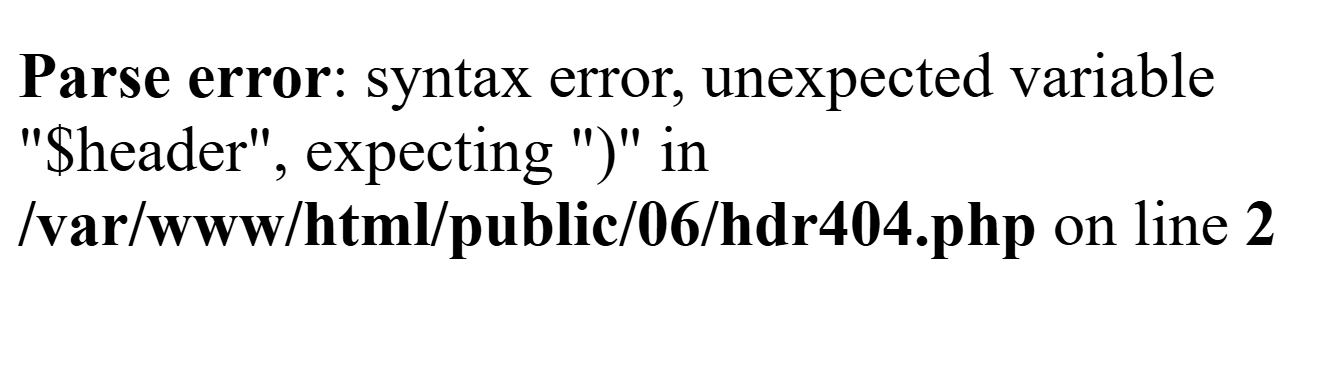 Parse error: syntax error, unexpected variable
"$header", expecting ")" in
/var/www/html/public/06/hdr404.php on line 2